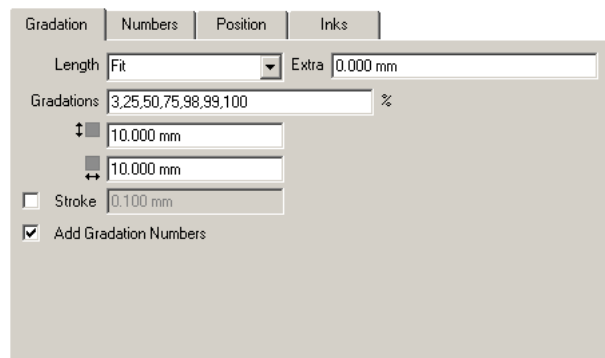 Gradation Numbers Position Inks
Length Fit Extra 0.000 mm
Gradations 3,25,50,75,98,99,100 %
10.000 mm
10.000 mm
Stroke 0.100 mm
Add Gradation Numbers